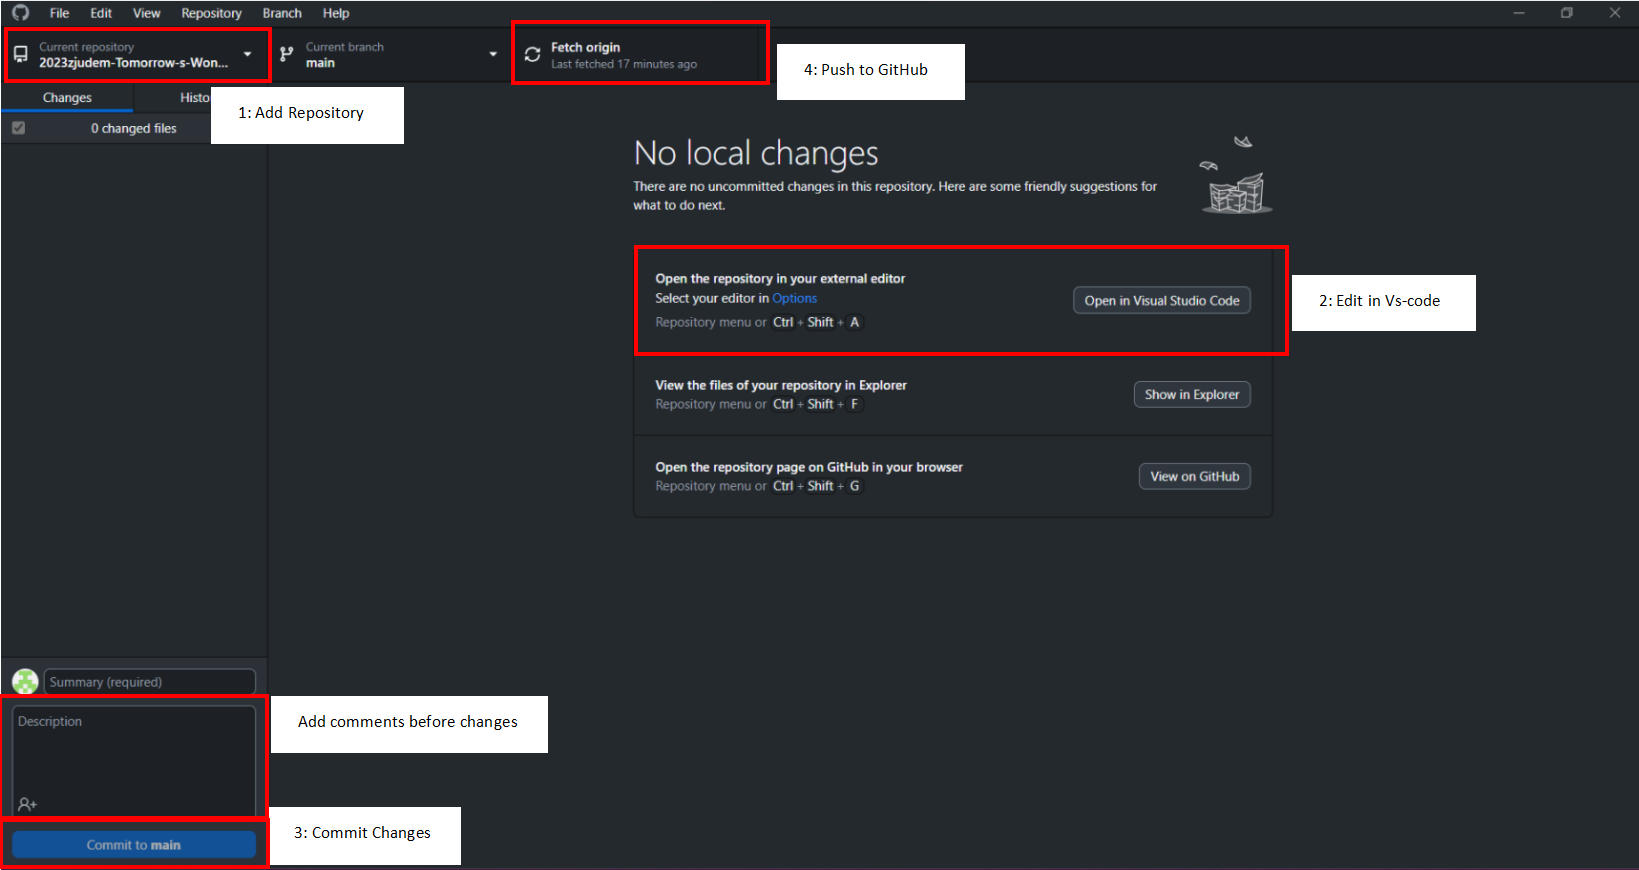 File Edit View Repository Branch Help
Current repository
2023zjudem-Tomorrow-s-Won...
Current branch
main
Fetch origin
Last fetched 17 minutes ago
4: Push to GitHub
Changes
Histo
1: Add Repository
0 changed files
No local changes
There are no uncommitted changes in this repository. Here are some friendly suggestions for
what to do next.
Open the repository in your external editor
Select your editor in Options
Repository menu or Ctrl + Shift + A
Open in Visual Studio Code
2: Edit in Vs-code
View the files of your repository in Explorer
Repository menu or Ctrl + Shift + F
Show in Explorer
Open the repository page on GitHub in your browser
Repository menu or Ctrl + Shift + G
View on GitHub
Summary (required)
Description
Add comments before changes
3: Commit Changes
Commit to main